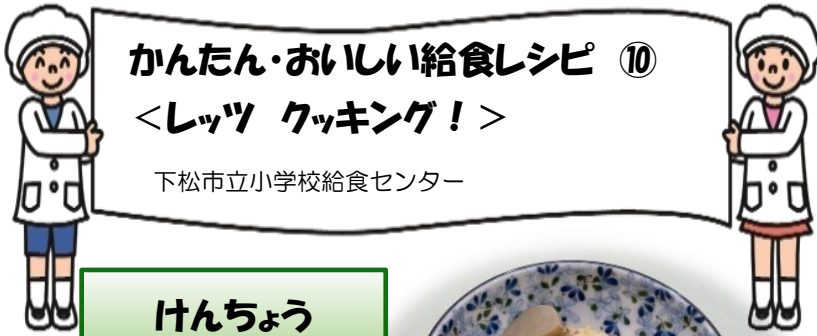 かんたん・おいしい給食レシピ ⑩
<レッツ クッキング！>
下松市立小学校給食センター
けんちょう